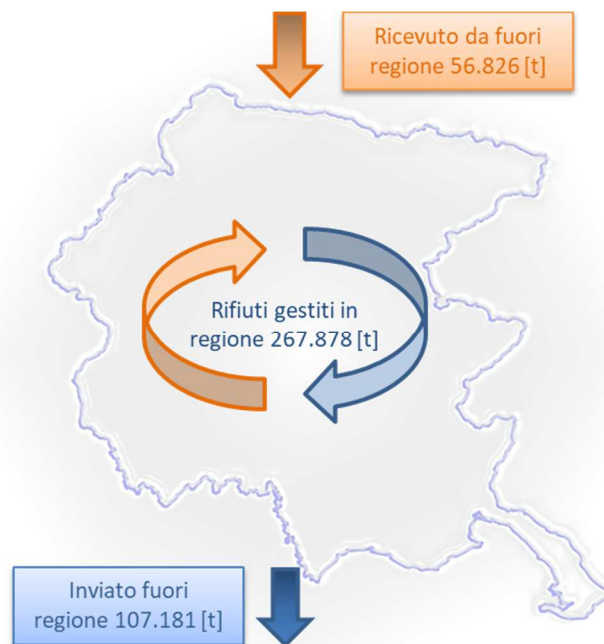 Ricevuto da fuori
regione 56.826 [t]
Rifiuti gestiti in
regione 267.878 [t]
Inviato fuori
regione 107.181 [t]